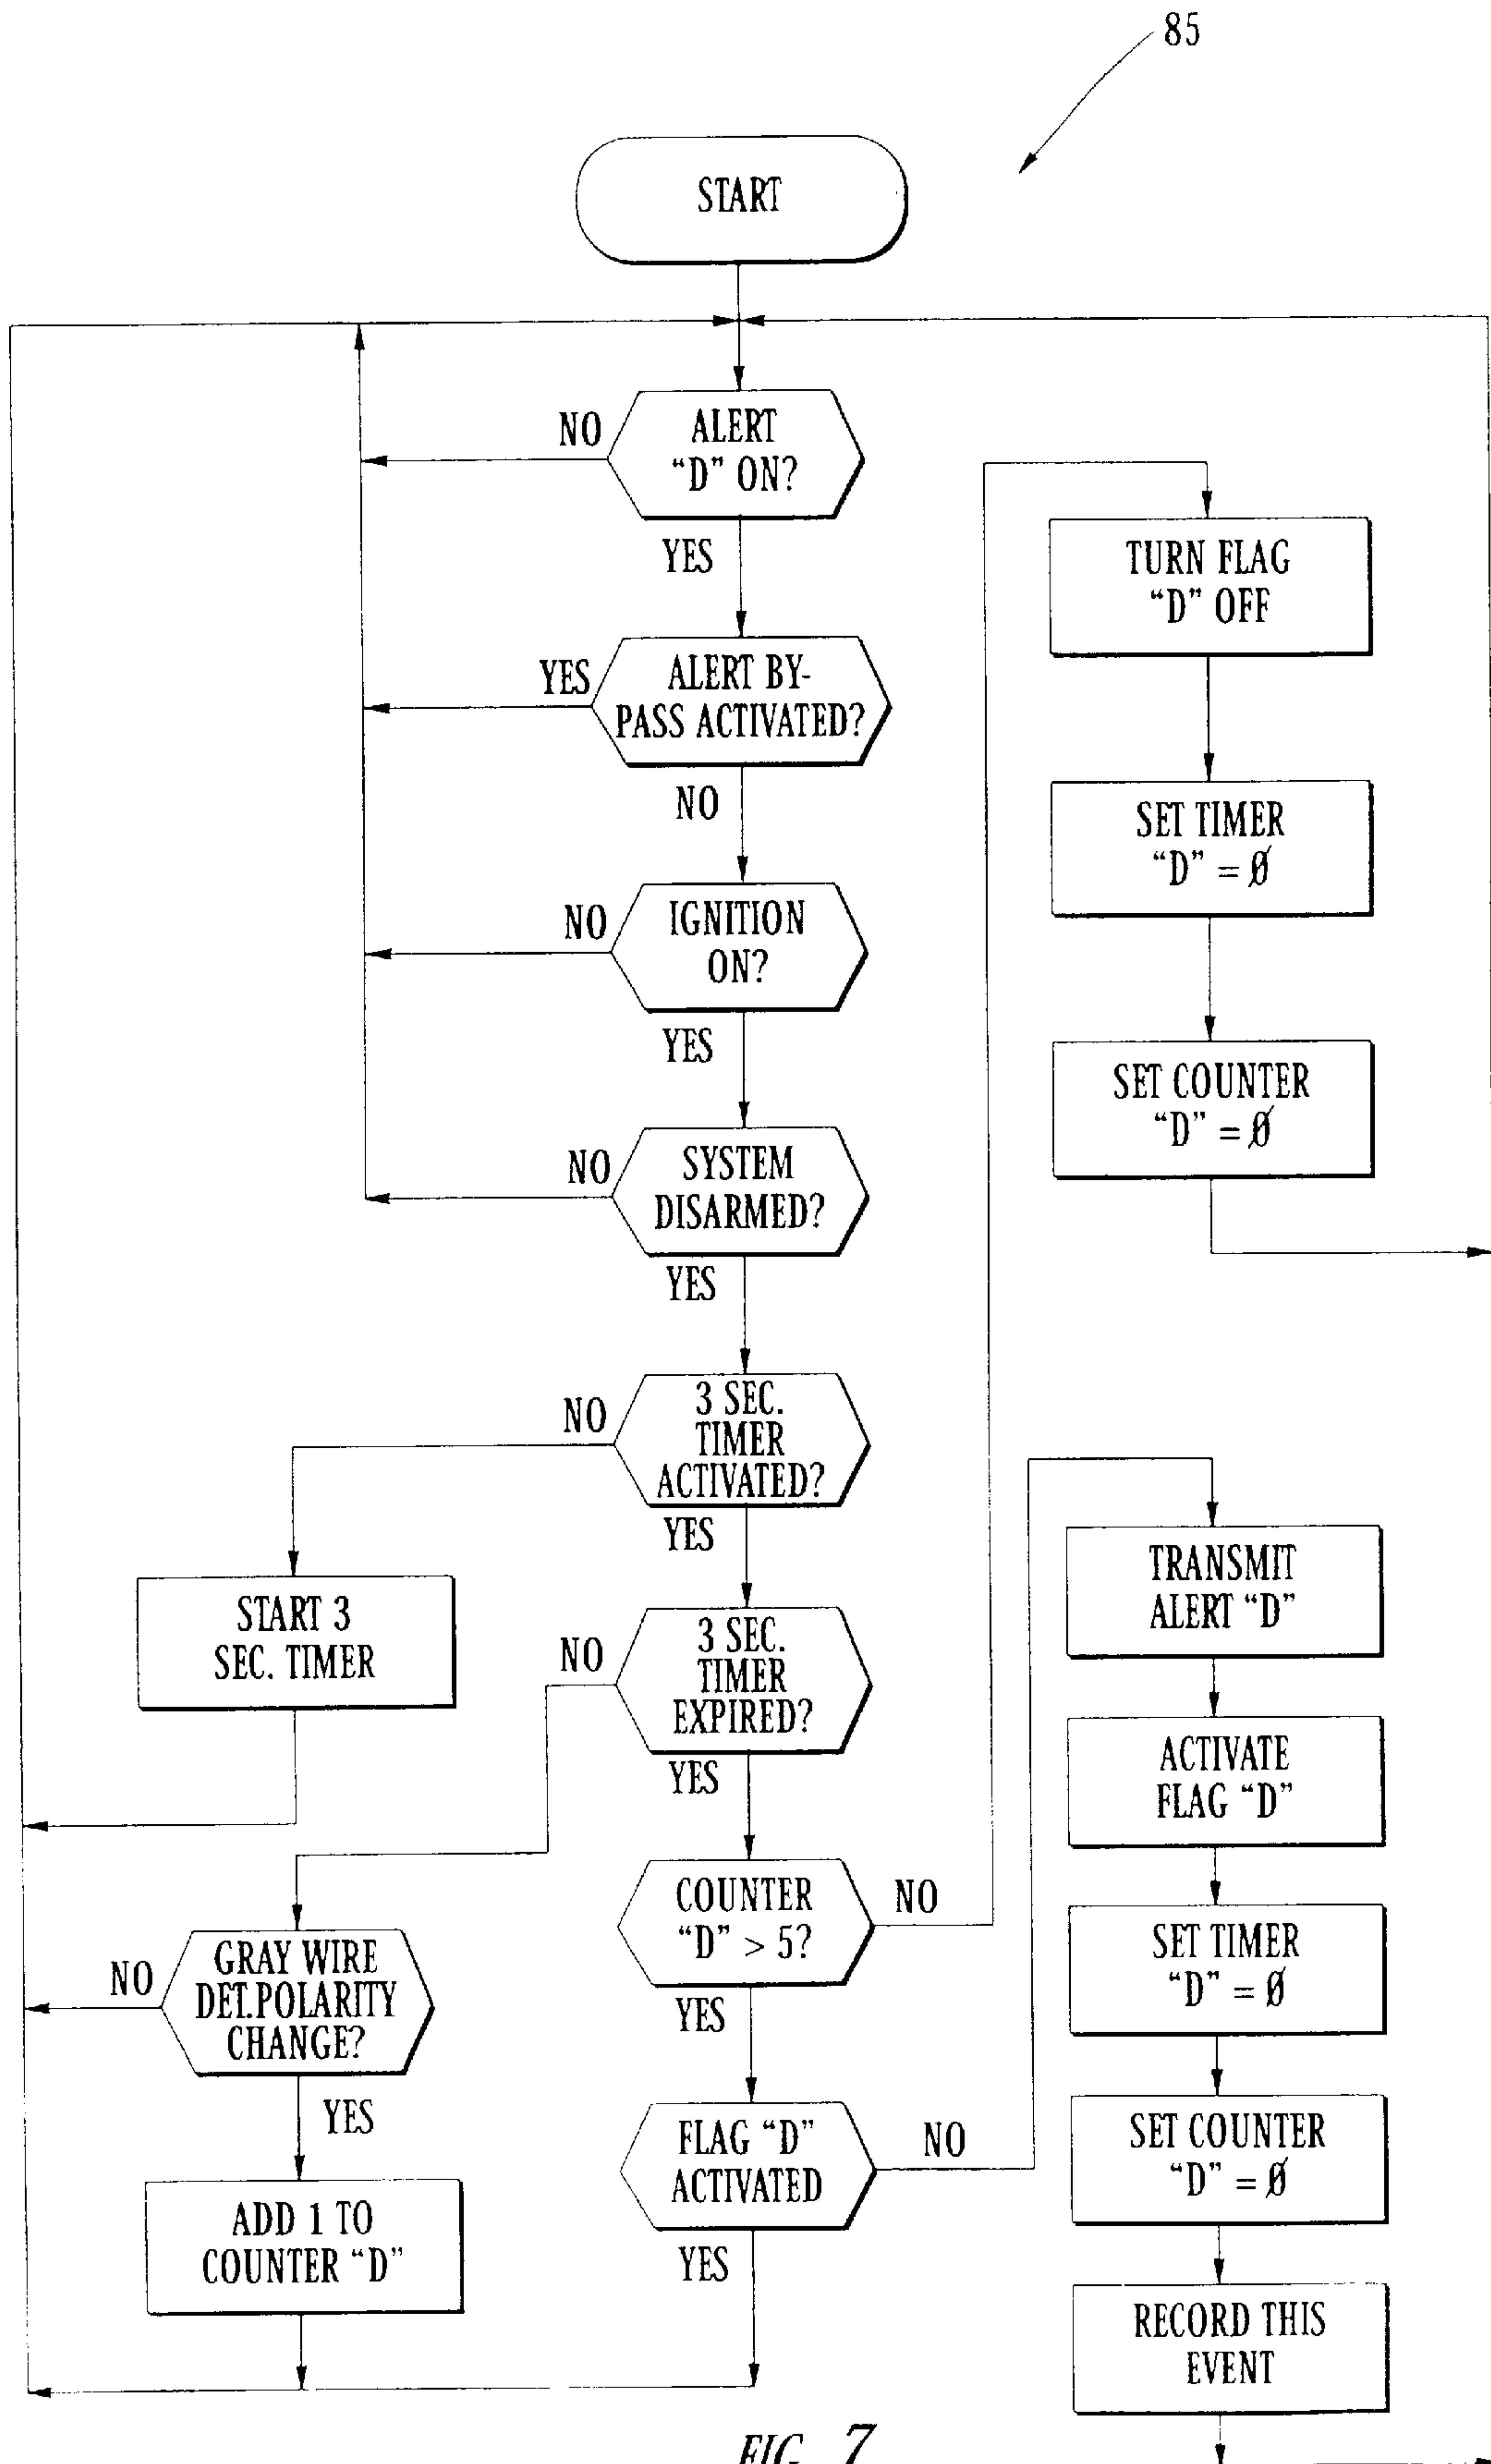 85
START
NO
ALERT
“D” ON?
YES
YES
ALERT BY-
PASS ACTIVATED?
NO
NO
IGNITION
ON?
YES
NO
SYSTEM
DISARMED?
YES
NO
3 SEC.
TIMER
ACTIVATED?
YES
START 3
SEC. TIMER
NO
3 SEC.
TIMER
EXPIRED?
YES
COUNTER
“D” > 5?
NO
YES
NO
GRAY WIRE
DET.POLARITY
CHANGE?
YES
ADD 1 TO
COUNTER “D”
FLAG “D”
ACTIVATED
NO
YES
TURN FLAG
“D” OFF
SET TIMER
“D” = Ø
SET COUNTER
“D” = Ø
TRANSMIT
ALERT “D”
ACTIVATE
FLAG “D”
SET TIMER
“D” = Ø
SET COUNTER
“D” = Ø
RECORD THIS
EVENT
FIG. 7